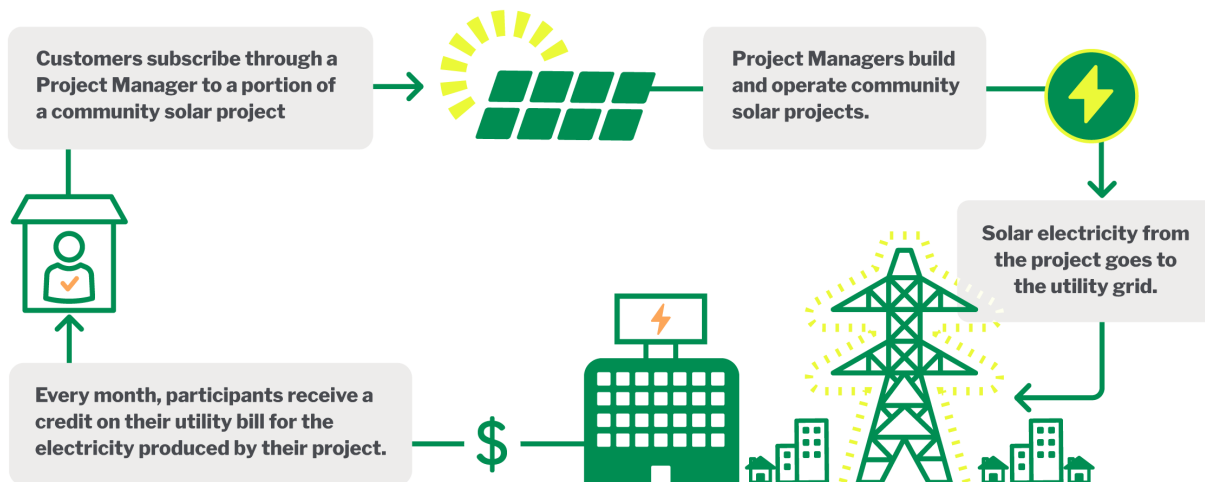 Customers subscribe through a
Project Manager to a portion of
a community solar project
Project Managers build
and operate community
solar projects.
Solar electricity from
the project goes to
the utility grid.
Every month, participants receive a
credit on their utility bill for the
electricity produced by their project.
$